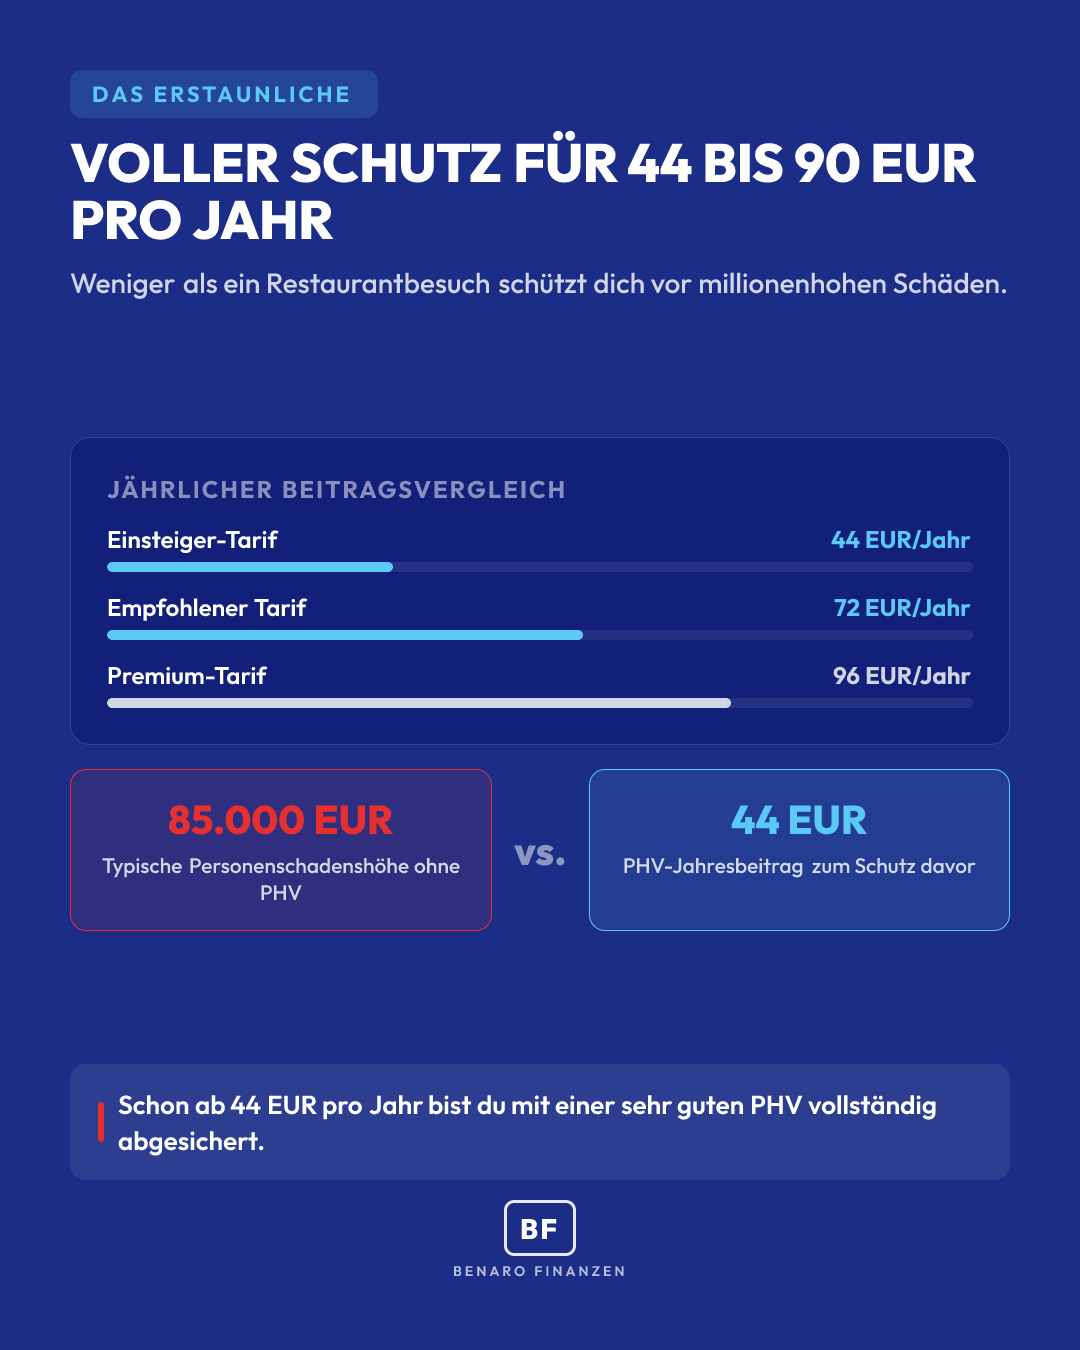 DAS ERSTAUNLICHE
VOLLER SCHUTZ FÜR 44 BIS 90 EUR
PRO JAHR
Weniger als ein Restaurantbesuch schützt dich vor millionenhohen Schäden.
JÄHRLICHER BEITRAGSVERGLEICH
Einsteiger-Tarif 44 EUR/Jahr
Empfohlener Tarif 72 EUR/Jahr
Premium-Tarif 96 EUR/Jahr
85.000 EUR
Typische Personenschadenshöhe ohne
PHV
vs.
44 EUR
PHV-Jahresbeitrag zum Schutz davor
Schon ab 44 EUR pro Jahr bist du mit einer sehr guten PHV vollständig
abgesichert.
BF
BENARO FINANZEN